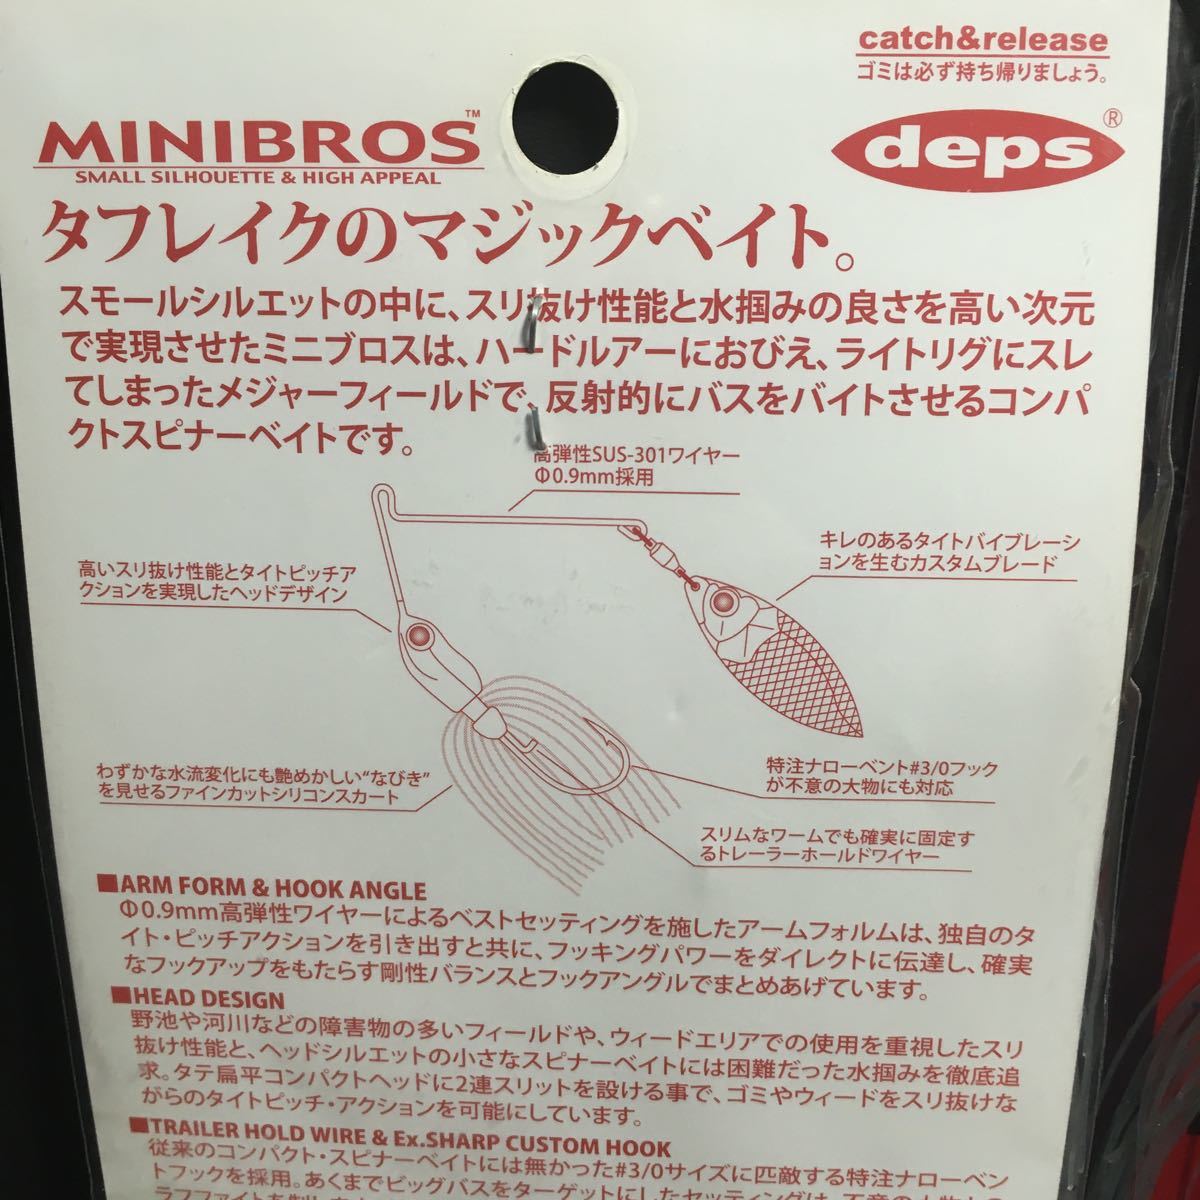 catch&release
ゴミは必ず持ち帰りましょう。
MINIBROS™
SMALL SILHOUETTE & HIGH APPEAL
deps®
タフレイクのマジックベイト。
スモールシルエットの中に、スリ抜け性能と水掴みの良さを高い次元
で実現させたミニブロスは、ハードルアーにおびえ、ライトリグにスレ
てしまったメジャーフィールドで、反射的にバスをバイトさせるコンパ
クトスピナーベイトです。
高弾性SUS-301ワイヤー
Φ0.9mm採用
キレのあるタイトバイブレーシ
ョンを生むカスタムブレード
高いスリ抜け性能とタイトピッチア
クションを実現したヘッドデザイン
わずかな水流変化にも艶めかしい“なびき”
を見せるファインカットシリコンスカート
特注ナローベント#3/0フック
が不意の大物にも対応
スリムなワームでも確実に固定す
るトレーラーホールドワイヤー
■ARM FORM & HOOK ANGLE
Φ0.9mm高弾性ワイヤーによるベストセッティングを施したアームフォルムは、独自のタ
イト・ピッチアクションを引き出すと共に、フッキングパワーをダイレクトに伝達し、確実
なフックアップをもたらす剛性バランスとフックアングルでまとめあげています。
■HEAD DESIGN
野池や河川などの障害物の多いフィールドや、ウィードエリアでの使用を重視したスリ
抜け性能と、ヘッドシルエットの小さなスピナーベイトには困難だった水掴みを徹底追
求。タテ扁平コンパクトヘッドに2連スリットを設ける事で、ゴミやウィードをスリ抜けな
がらのタイトピッチ・アクションを可能にしています。
■TRAILER HOLD WIRE & Ex.SHARP CUSTOM HOOK
従来のコンパクト・スピナーベイトには無かった#3/0サイズに匹敵する特注ナローベン
トフックを採用。あくまでビッグバスをターゲットにしたセッティングは、不意の大物